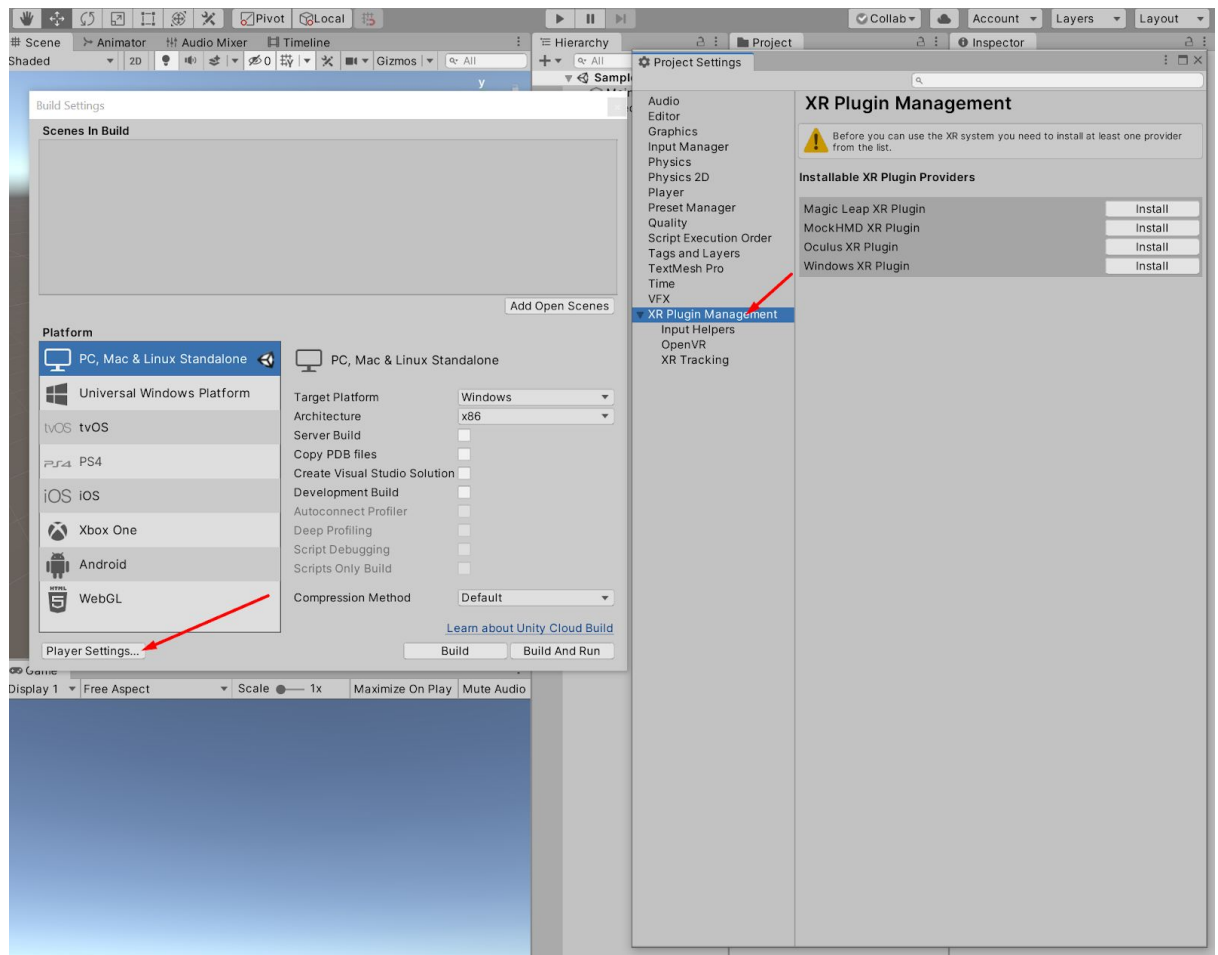 Pivot Local Collab Account Layers Layout
Scene Animator Audio Mixer Timeline
Shaded 2D 0 Gizmos All
y
Hierarchy
All
Sampl
Project
Inspector
Build Settings
Scenes In Build
Add Open Scenes
Platform
PC, Mac & Linux Standalone
Universal Windows Platform
tvOS tvOS
PS4 PS4
iOS iOS
Xbox One
Android
HTML 5 WebGL
Player Settings...
PC, Mac & Linux Standalone
Target Platform Windows
Architecture x86
Server Build
Copy PDB files
Create Visual Studio Solution
Development Build
Autoconnect Profiler
Deep Profiling
Script Debugging
Scripts Only Build
Compression Method Default
Learn about Unity Cloud Build
Build Build And Run
Game
Display 1 Free Aspect Scale 1x Maximize On Play Mute Audio
Project Settings
Audio
Editor
Graphics
Input Manager
Physics
Physics 2D
Player
Preset Manager
Quality
Script Execution Order
Tags and Layers
TextMesh Pro
Time
VFX
XR Plugin Management
Input Helpers
OpenVR
XR Tracking
XR Plugin Management
Before you can use the XR system you need to install at least one provider
from the list.
Installable XR Plugin Providers
Magic Leap XR Plugin Install
MockHMD XR Plugin Install
Oculus XR Plugin Install
Windows XR Plugin Install